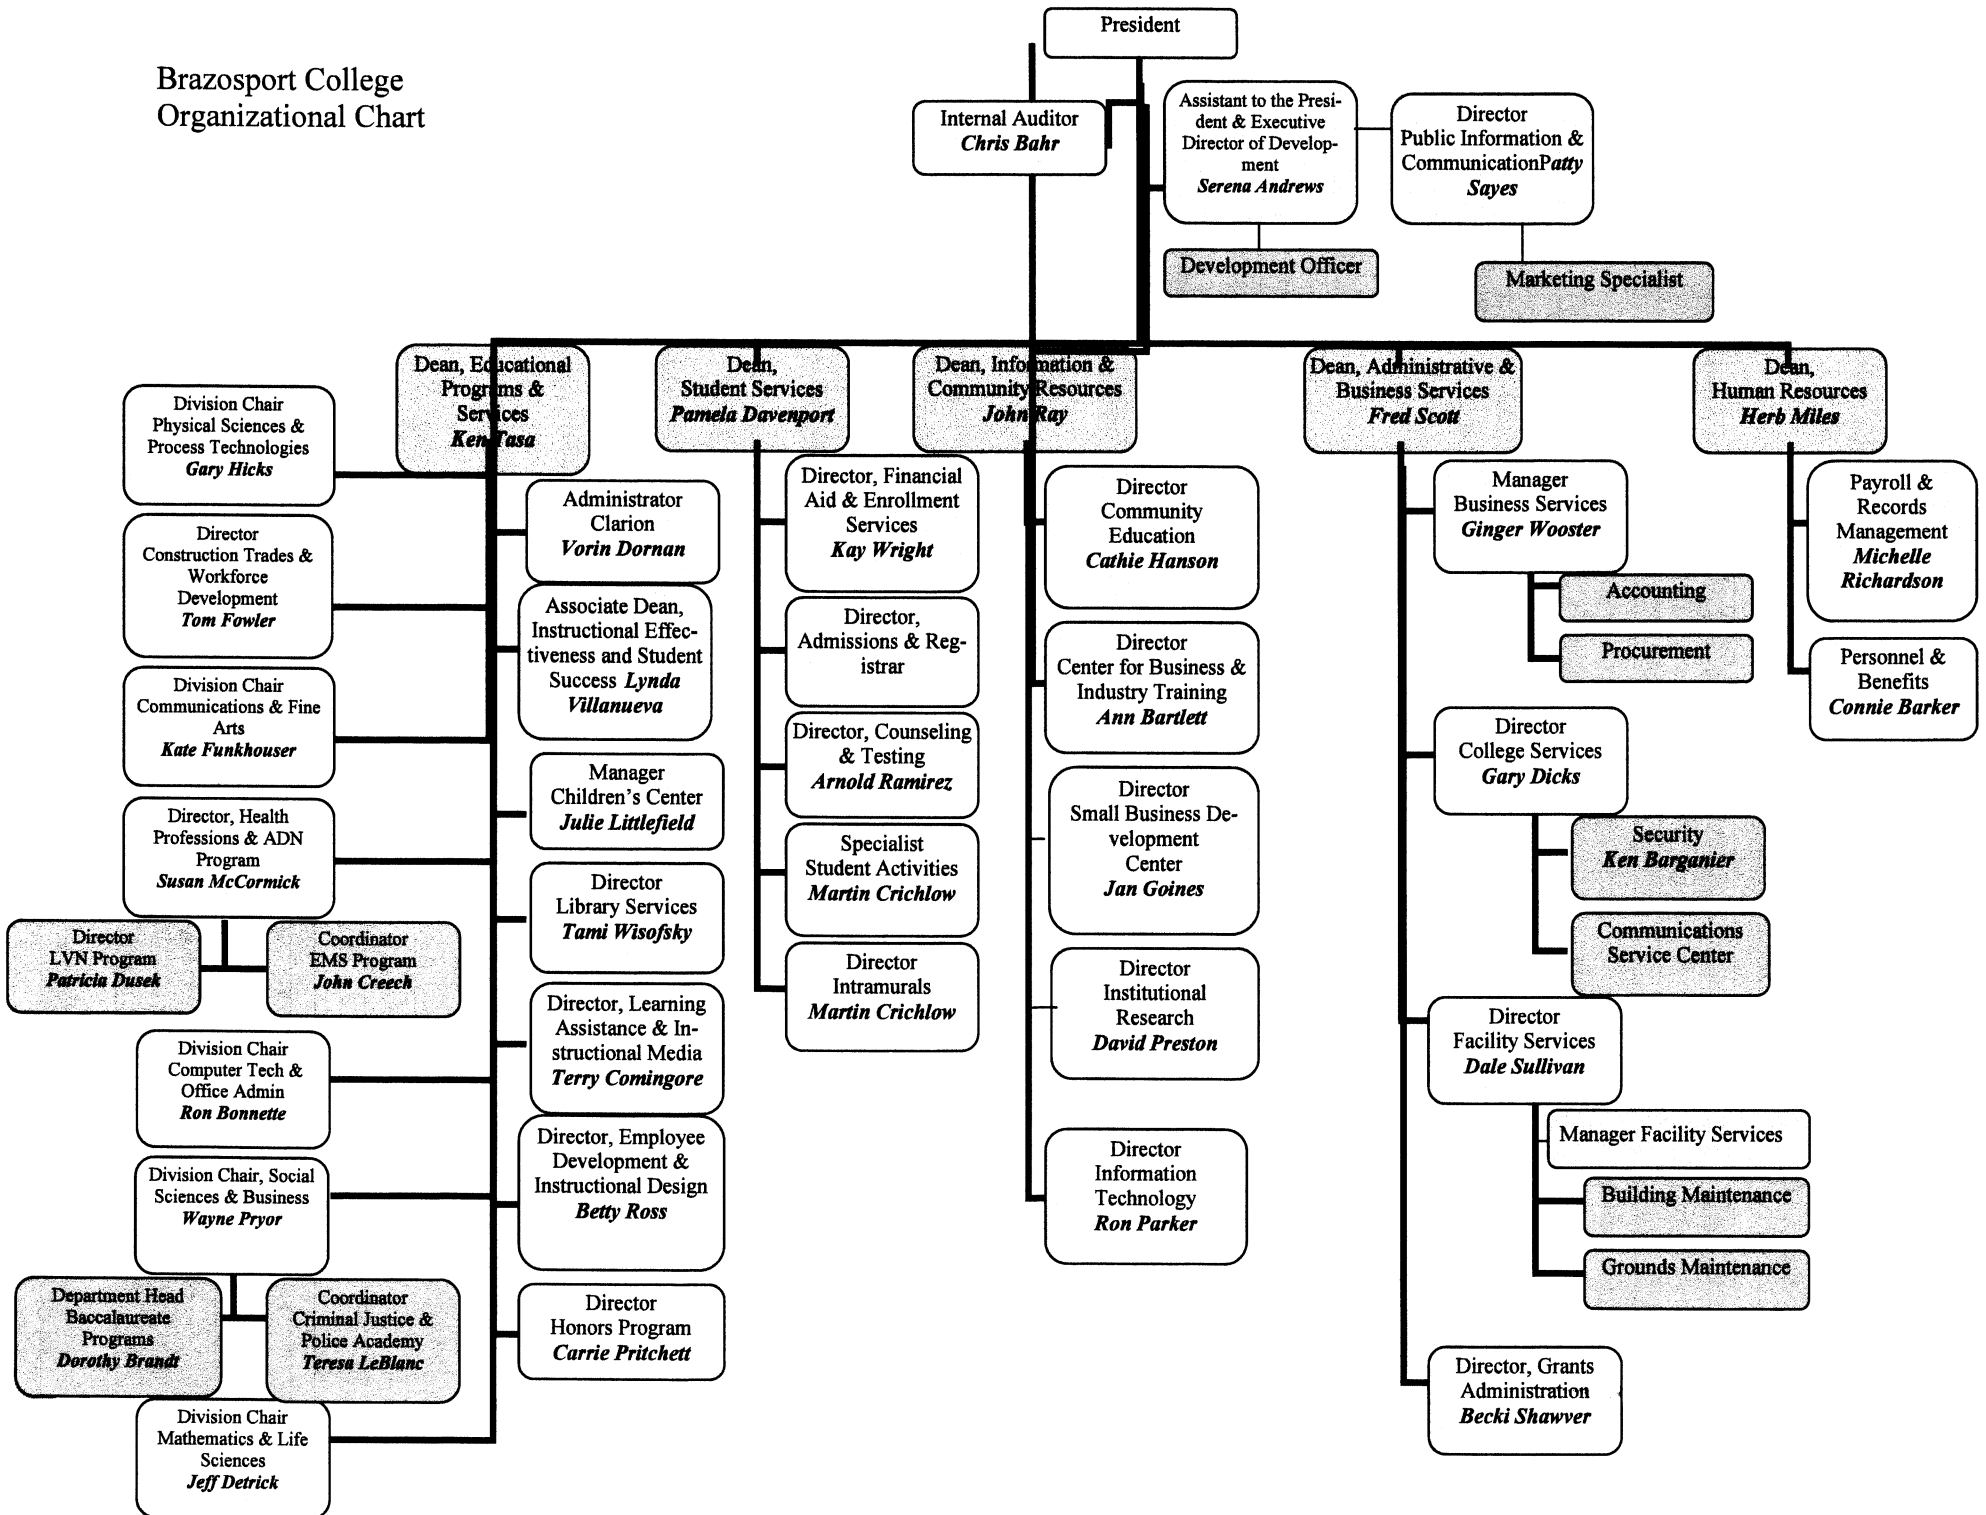 President
Brazosport College
Organizational Chart
Internal Auditor
Chris Bahr
Assistant to the Presi-
dent & Executive
Director of Develop-
ment
Serena Andrews
Director
Public Information &
CommunicationPatty
Sayes
Development Officer
Marketing Specialist
Dean, Educational
Programs &
Services
Ken Tasa
Dean,
Student Services
Pamela Davenport
Dean, Information &
Community Resources
John Ray
Dean, Administrative &
Business Services
Fred Scott
Dean,
Human Resources
Herb Miles
Division Chair
Physical Sciences &
Process Technologies
Gary Hicks
Director
Construction Trades &
Workforce
Development
Tom Fowler
Division Chair
Communications & Fine
Arts
Kate Funkhouser
Director, Health
Professions & ADN
Program
Susan McCormick
Director
LVN Program
Patricia Dusek
Coordinator
EMS Program
John Creech
Division Chair
Computer Tech &
Office Admin
Ron Bonnette
Division Chair, Social
Sciences & Business
Wayne Pryor
Department Head
Baccalaureate
Programs
Dorothy Brandt
Coordinator
Criminal Justice &
Police Academy
Teresa LeBlanc
Division Chair
Mathematics & Life
Sciences
Jeff Detrick
Administrator
Clarion
Vorin Dornan
Associate Dean,
Instructional Effec-
tiveness and Student
Success Lynda
Villanueva
Manager
Children's Center
Julie Littlefield
Director
Library Services
Tami Wisofsky
Director, Learning
Assistance & In-
structional Media
Terry Comingore
Director, Employee
Development &
Instructional Design
Betty Ross
Director
Honors Program
Carrie Pritchett
Director, Financial
Aid & Enrollment
Services
Kay Wright
Director,
Admissions & Reg-
istrar
Director, Counseling
& Testing
Arnold Ramirez
Specialist
Student Activities
Martin Crichlow
Director
Intramurals
Martin Crichlow
Director
Community
Education
Cathie Hanson
Director
Center for Business &
Industry Training
Ann Bartlett
Director
Small Business De-
velopment
Center
Jan Goines
Director
Institutional
Research
David Preston
Director
Information
Technology
Ron Parker
Manager
Business Services
Ginger Wooster
Accounting
Procurement
Director
College Services
Gary Dicks
Security
Ken Barganier
Communications
Service Center
Director
Facility Services
Dale Sullivan
Manager Facility Services
Building Maintenance
Grounds Maintenance
Director, Grants
Administration
Becki Shawver
Payroll &
Records
Management
Michelle
Richardson
Personnel &
Benefits
Connie Barker